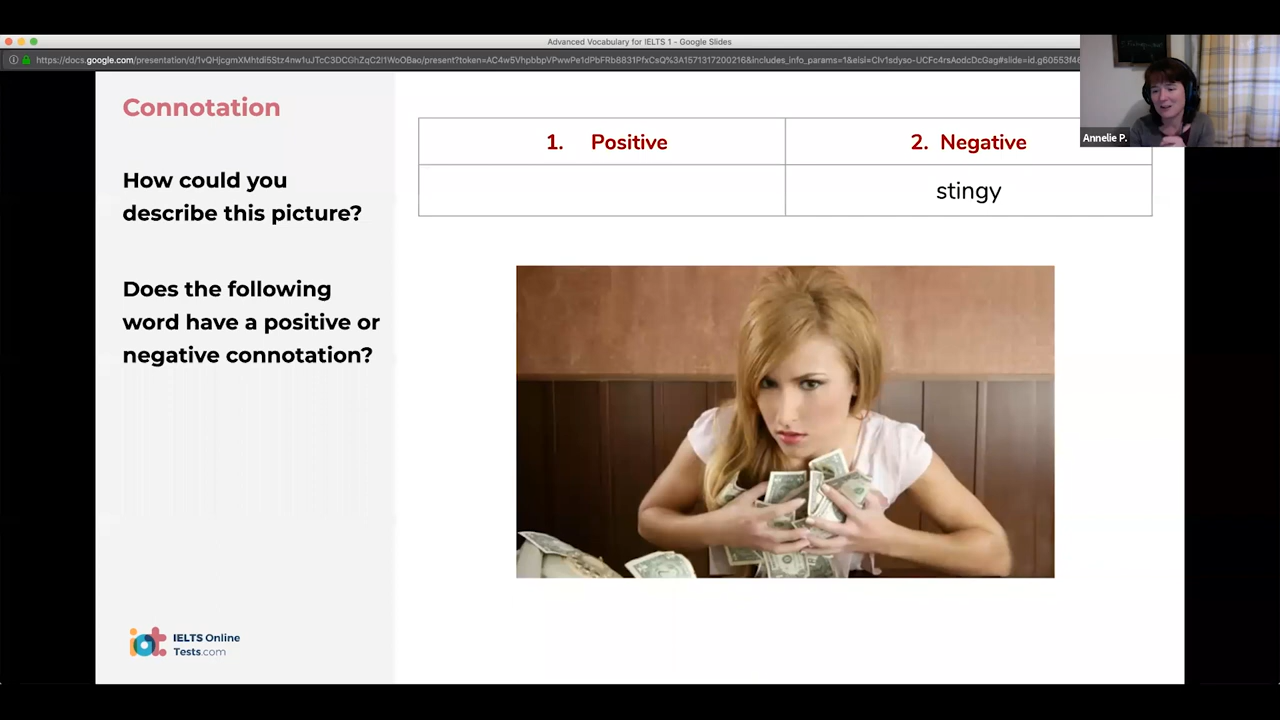 Advanced Vocabulary for IELTS 1 - Google Slides
Connotation
How could you
describe this picture?
Does the following
word have a positive or
negative connotation?
1. Positive
2. Negative
stingy
Annelie P.
iot
IELTS Online
Tests.com